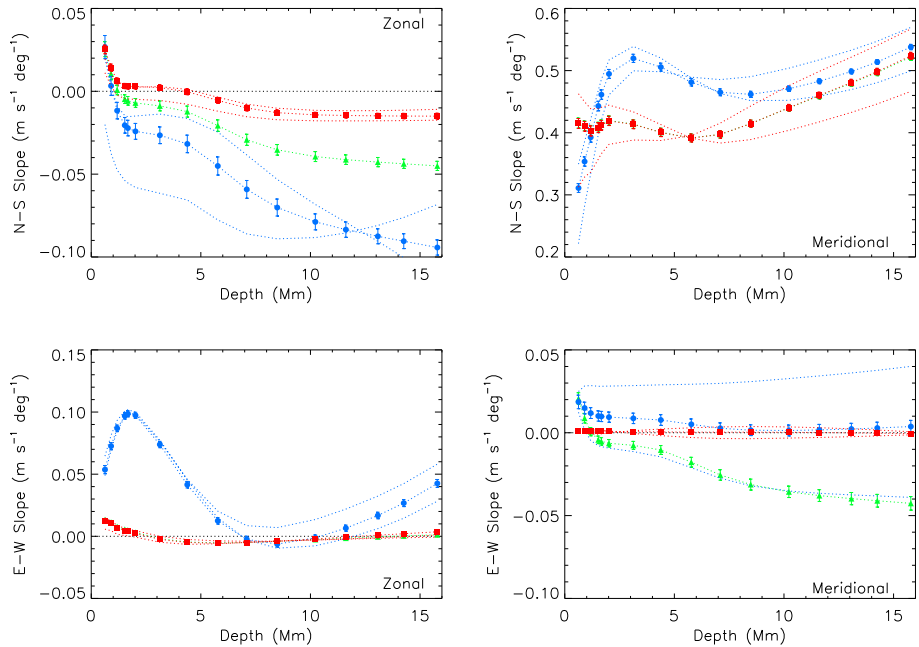 Zonal
0.05
0.00
−0.05
−0.10
N−S Slope (m s⁻¹ deg⁻¹)
0 5 10 15
Depth (Mm)
0.6
0.5
0.4
0.3
0.2
N−S Slope (m s⁻¹ deg⁻¹)
Meridional
0 5 10 15
Depth (Mm)
0.15
0.10
0.05
0.00
−0.05
E−W Slope (m s⁻¹ deg⁻¹)
Zonal
0 5 10 15
Depth (Mm)
0.05
0.00
−0.05
−0.10
E−W Slope (m s⁻¹ deg⁻¹)
Meridional
0 5 10 15
Depth (Mm)